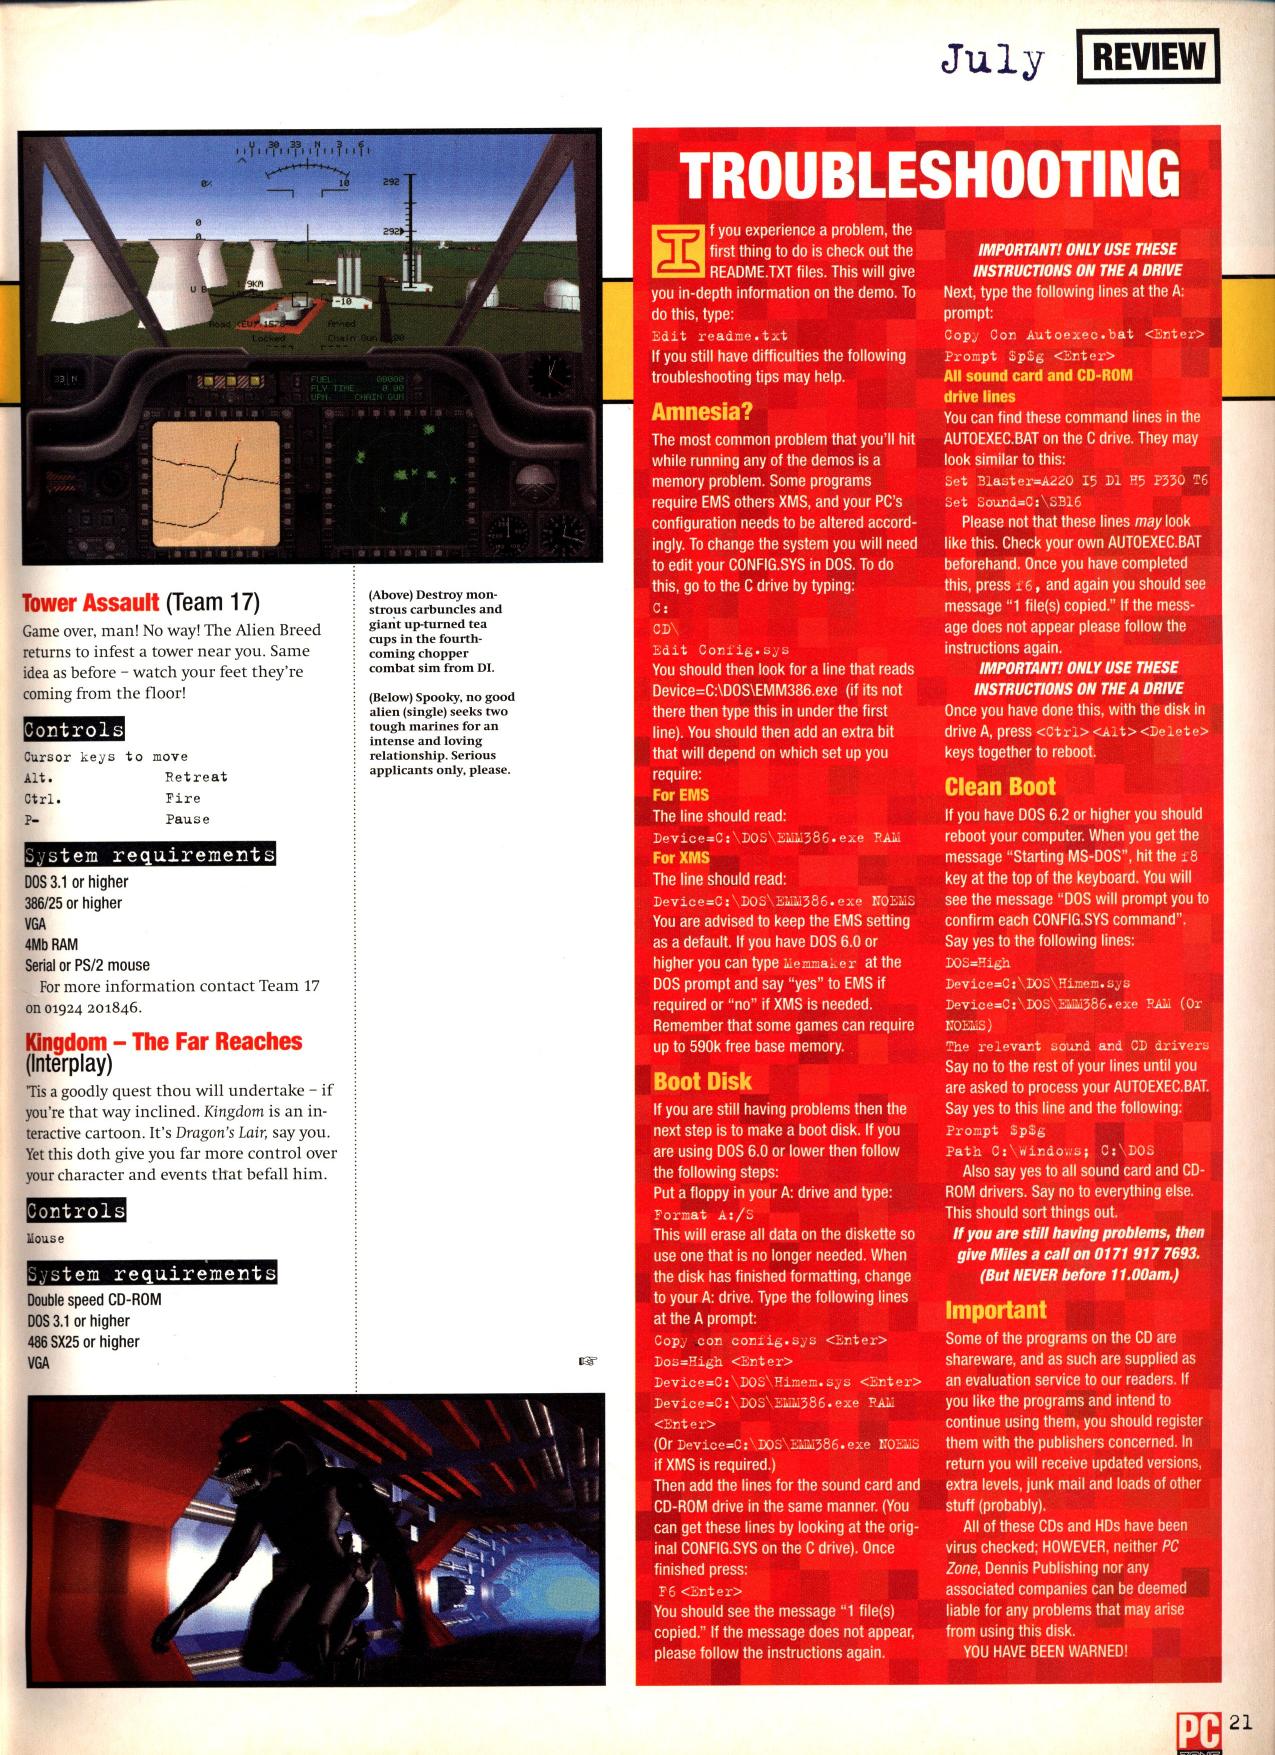 July REVIEW
U 30 33 N 3 6
0%
10
292
0
0
292
1.9KM
-10
Armed
Locked
Chain Gun
33 N
FUEL 00000
FLY TIME 0 00
WPN: CHAIN GUN
Tower Assault (Team 17)
Game over, man! No way! The Alien Breed
returns to infest a tower near you. Same
idea as before – watch your feet they're
coming from the floor!
Controls
Cursor keys to move
Alt. Retreat
Ctrl. Fire
P- Pause
System requirements
DOS 3.1 or higher
386/25 or higher
VGA
4Mb RAM
Serial or PS/2 mouse
For more information contact Team 17
on 01924 201846.
Kingdom – The Far Reaches
(Interplay)
'Tis a goodly quest thou will undertake – if
you're that way inclined. Kingdom is an in-
teractive cartoon. It's Dragon's Lair, say you.
Yet this doth give you far more control over
your character and events that befall him.
Controls
Mouse
System requirements
Double speed CD-ROM
DOS 3.1 or higher
486 SX25 or higher
VGA
(Above) Destroy mon-
strous carbuncles and
giant up-turned tea
cups in the fourth-
coming chopper
combat sim from DI.
(Below) Spooky, no good
alien (single) seeks two
tough marines for an
intense and loving
relationship. Serious
applicants only, please.
TROUBLESHOOTING
If you experience a problem, the
first thing to do is check out the
README.TXT files. This will give
you in-depth information on the demo. To
do this, type:
Edit readme.txt
If you still have difficulties the following
troubleshooting tips may help.
Amnesia?
The most common problem that you'll hit
while running any of the demos is a
memory problem. Some programs
require EMS others XMS, and your PC's
configuration needs to be altered accord-
ingly. To change the system you will need
to edit your CONFIG.SYS in DOS. To do
this, go to the C drive by typing:
C:
CD\
Edit Config.sys
You should then look for a line that reads
Device=C:\DOS\EMM386.exe (if its not
there then type this in under the first
line). You should then add an extra bit
that will depend on which set up you
require:
For EMS
The line should read:
Device=C:\DOS\EMM386.exe RAM
For XMS
The line should read:
Device=C:\DOS\EMM386.exe NOEMS
You are advised to keep the EMS setting
as a default. If you have DOS 6.0 or
higher you can type Memmaker at the
DOS prompt and say "yes" to EMS if
required or "no" if XMS is needed.
Remember that some games can require
up to 590k free base memory.
Boot Disk
If you are still having problems then the
next step is to make a boot disk. If you
are using DOS 6.0 or lower then follow
the following steps:
Put a floppy in your A: drive and type:
Format A:/S
This will erase all data on the diskette so
use one that is no longer needed. When
the disk has finished formatting, change
to your A: drive. Type the following lines
at the A prompt:
Copy con config.sys <Enter>
Dos=High <Enter>
Device=C:\DOS\Himem.sys <Enter>
Device=C:\DOS\EMM386.exe RAM
<Enter>
(Or Device=C:\DOS\EMM386.exe NOEMS
if XMS is required.)
Then add the lines for the sound card and
CD-ROM drive in the same manner. (You
can get these lines by looking at the orig-
inal CONFIG.SYS on the C drive). Once
finished press:
F6 <Enter>
You should see the message "1 file(s)
copied." If the message does not appear,
please follow the instructions again.
IMPORTANT! ONLY USE THESE
INSTRUCTIONS ON THE A DRIVE
Next, type the following lines at the A:
prompt:
Copy Con Autoexec.bat <Enter>
Prompt $p$g <Enter>
All sound card and CD-ROM
drive lines
You can find these command lines in the
AUTOEXEC.BAT on the C drive. They may
look similar to this:
Set Blaster=A220 I5 D1 H5 P330 T6
Set Sound=C:\SB16
Please not that these lines may look
like this. Check your own AUTOEXEC.BAT
beforehand. Once you have completed
this, press f6, and again you should see
message "1 file(s) copied." If the mess-
age does not appear please follow the
instructions again.
IMPORTANT! ONLY USE THESE
INSTRUCTIONS ON THE A DRIVE
Once you have done this, with the disk in
drive A, press <Ctrl><Alt><Delete>
keys together to reboot.
Clean Boot
If you have DOS 6.2 or higher you should
reboot your computer. When you get the
message "Starting MS-DOS", hit the f8
key at the top of the keyboard. You will
see the message "DOS will prompt you to
confirm each CONFIG.SYS command".
Say yes to the following lines:
DOS=High
Device=C:\DOS\Himem.sys
Device=C:\DOS\EMM386.exe RAM (Or
NOEMS)
The relevant sound and CD drivers
Say no to the rest of your lines until you
are asked to process your AUTOEXEC.BAT.
Say yes to this line and the following:
Prompt $p$g
Path C:\Windows; C:\DOS
Also say yes to all sound card and CD-
ROM drivers. Say no to everything else.
This should sort things out.
If you are still having problems, then
give Miles a call on 0171 917 7693.
(But NEVER before 11.00am.)
Important
Some of the programs on the CD are
shareware, and as such are supplied as
an evaluation service to our readers. If
you like the programs and intend to
continue using them, you should register
them with the publishers concerned. In
return you will receive updated versions,
extra levels, junk mail and loads of other
stuff (probably).
All of these CDs and HDs have been
virus checked; HOWEVER, neither PC
Zone, Dennis Publishing nor any
associated companies can be deemed
liable for any problems that may arise
from using this disk.
YOU HAVE BEEN WARNED!
PC 21